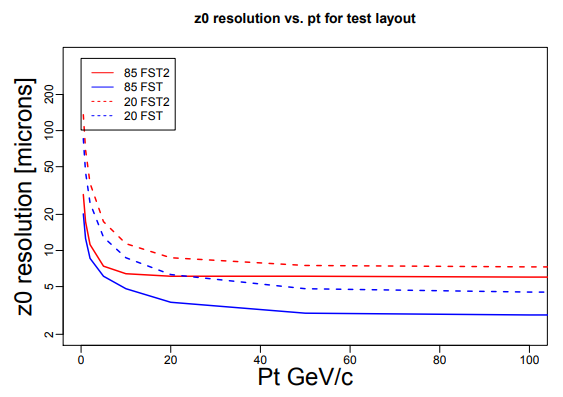 z0 resolution vs. pt for test layout
85 FST2
85 FST
20 FST2
20 FST
z0 resolution [microns]
200
100
50
20
10
5
2
0 20 40 60 80 100
Pt GeV/c